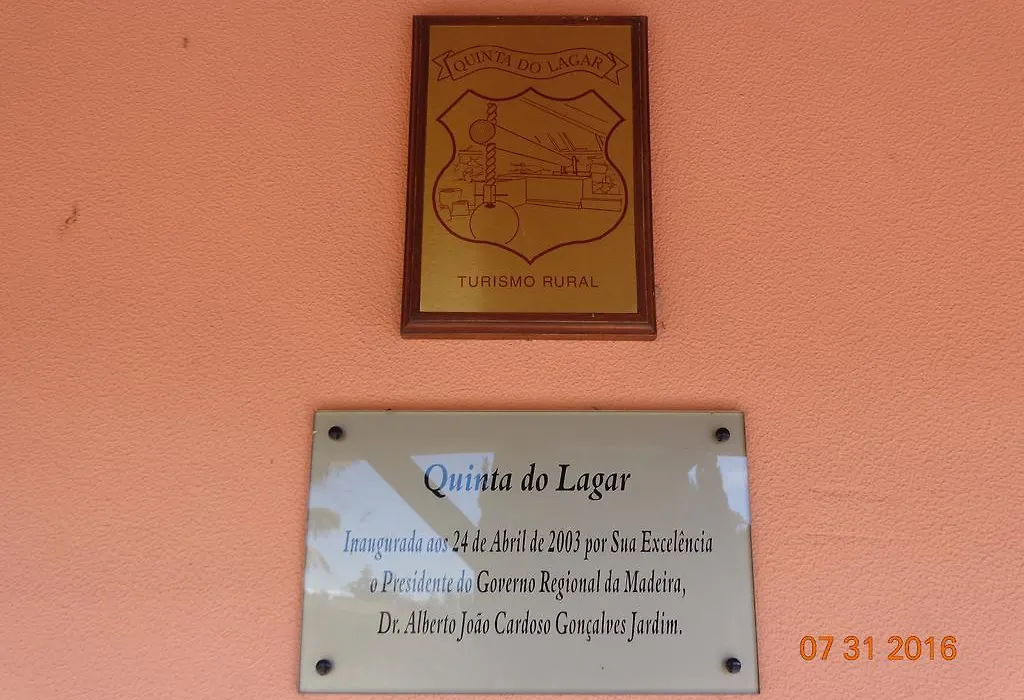 QUINTA DO LAGAR
TURISMO RURAL
Quinta do Lagar
Inaugurada aos 24 de Abril de 2003 por Sua Excelência
o Presidente do Governo Regional da Madeira,
Dr. Alberto João Cardoso Gonçalves Jardim.
07 31 2016